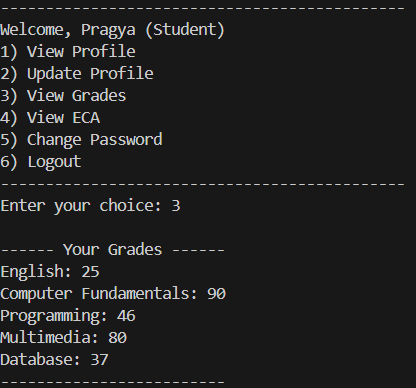 ---------------------------------------------
Welcome, Pragya (Student)
1) View Profile
2) Update Profile
3) View Grades
4) View ECA
5) Change Password
6) Logout
---------------------------------------------
Enter your choice: 3
------ Your Grades ------
English: 25
Computer Fundamentals: 90
Programming: 46
Multimedia: 80
Database: 37
-------------------------